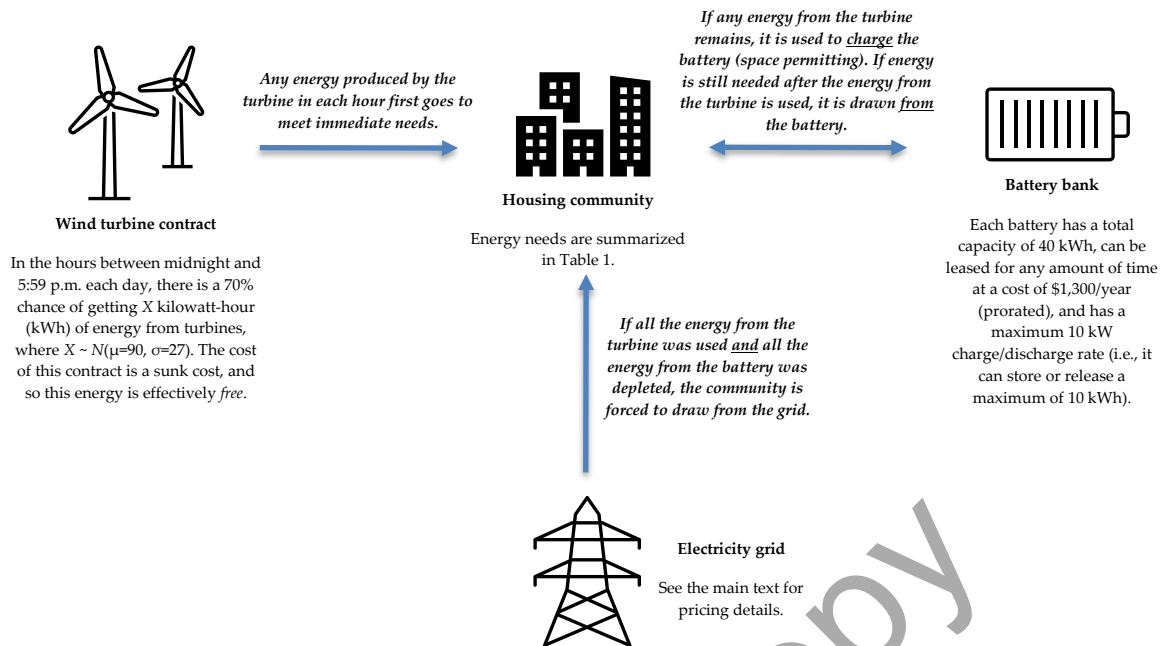 Any energy produced by the
turbine in each hour first goes to
meet immediate needs.
If any energy from the turbine
remains, it is used to charge the
battery (space permitting). If energy
is still needed after the energy from
the turbine is used, it is drawn from
the battery.
Wind turbine contract
In the hours between midnight and
5:59 p.m. each day, there is a 70%
chance of getting X kilowatt-hour
(kWh) of energy from turbines,
where X ~ N(μ=90, σ=27). The cost
of this contract is a sunk cost, and
so this energy is effectively free.
Housing community
Energy needs are summarized
in Table 1.
Battery bank
Each battery has a total
capacity of 40 kWh, can be
leased for any amount of time
at a cost of $1,300/year
(prorated), and has a
maximum 10 kW
charge/discharge rate (i.e., it
can store or release a
maximum of 10 kWh).
If all the energy from the
turbine was used and all the
energy from the battery was
depleted, the community is
forced to draw from the grid.
Electricity grid
See the main text for
pricing details.